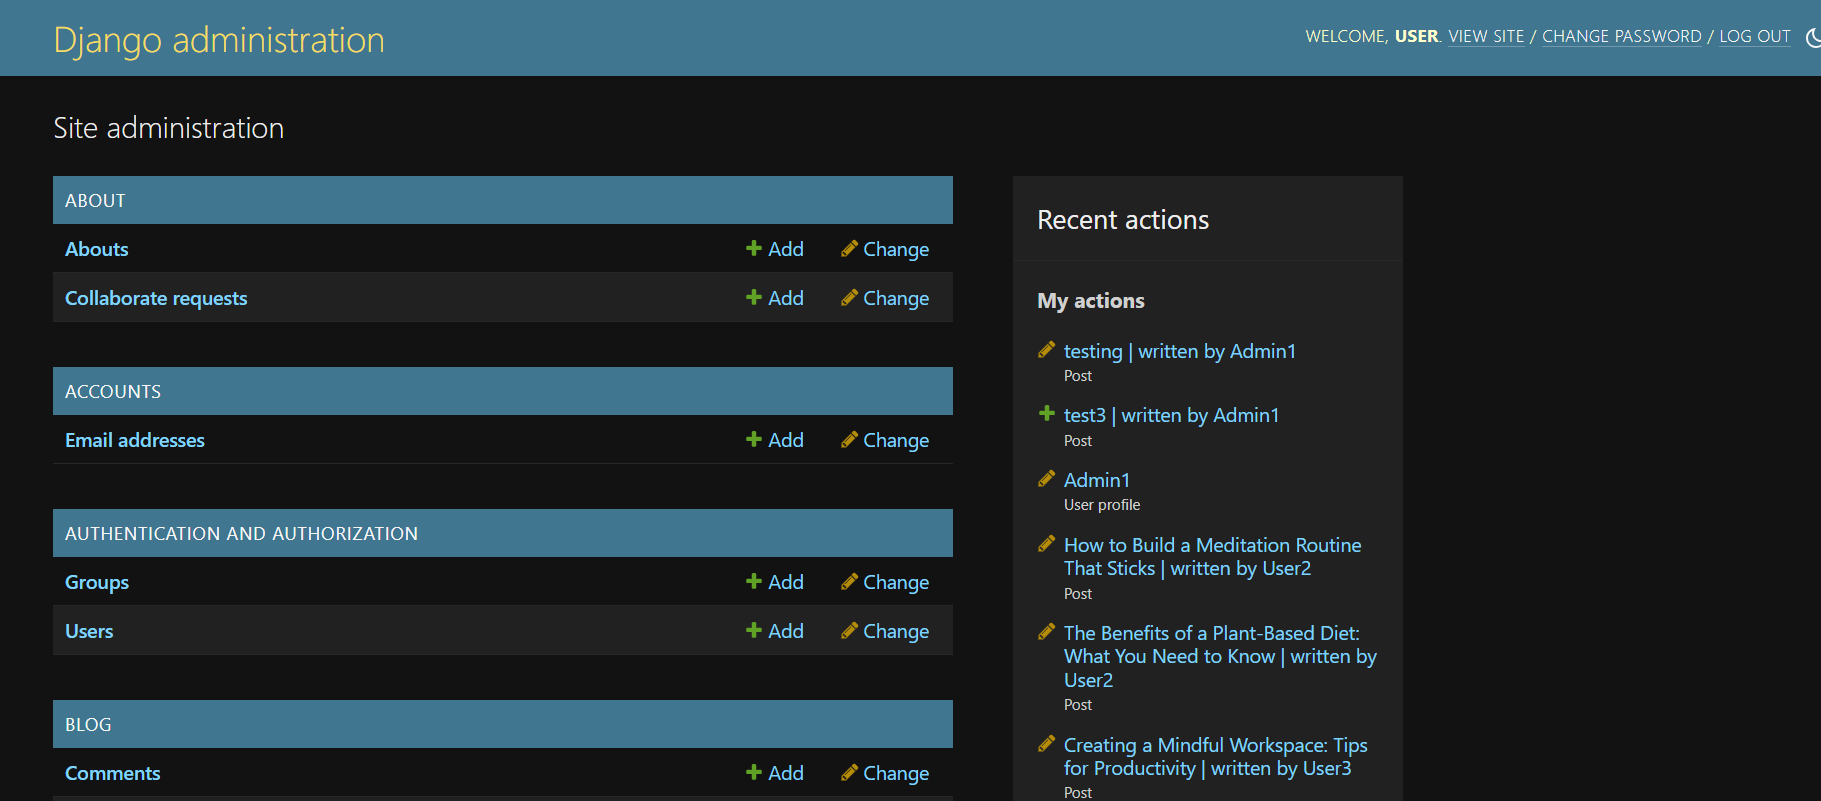 Django administration
WELCOME, USER. VIEW SITE / CHANGE PASSWORD / LOG OUT
Site administration
ABOUT
Abouts Add Change
Collaborate requests Add Change
ACCOUNTS
Email addresses Add Change
AUTHENTICATION AND AUTHORIZATION
Groups Add Change
Users Add Change
BLOG
Comments Add Change
Recent actions
My actions
testing | written by Admin1
Post
test3 | written by Admin1
Post
Admin1
User profile
How to Build a Meditation Routine
That Sticks | written by User2
Post
The Benefits of a Plant-Based Diet:
What You Need to Know | written by
User2
Post
Creating a Mindful Workspace: Tips
for Productivity | written by User3
Post